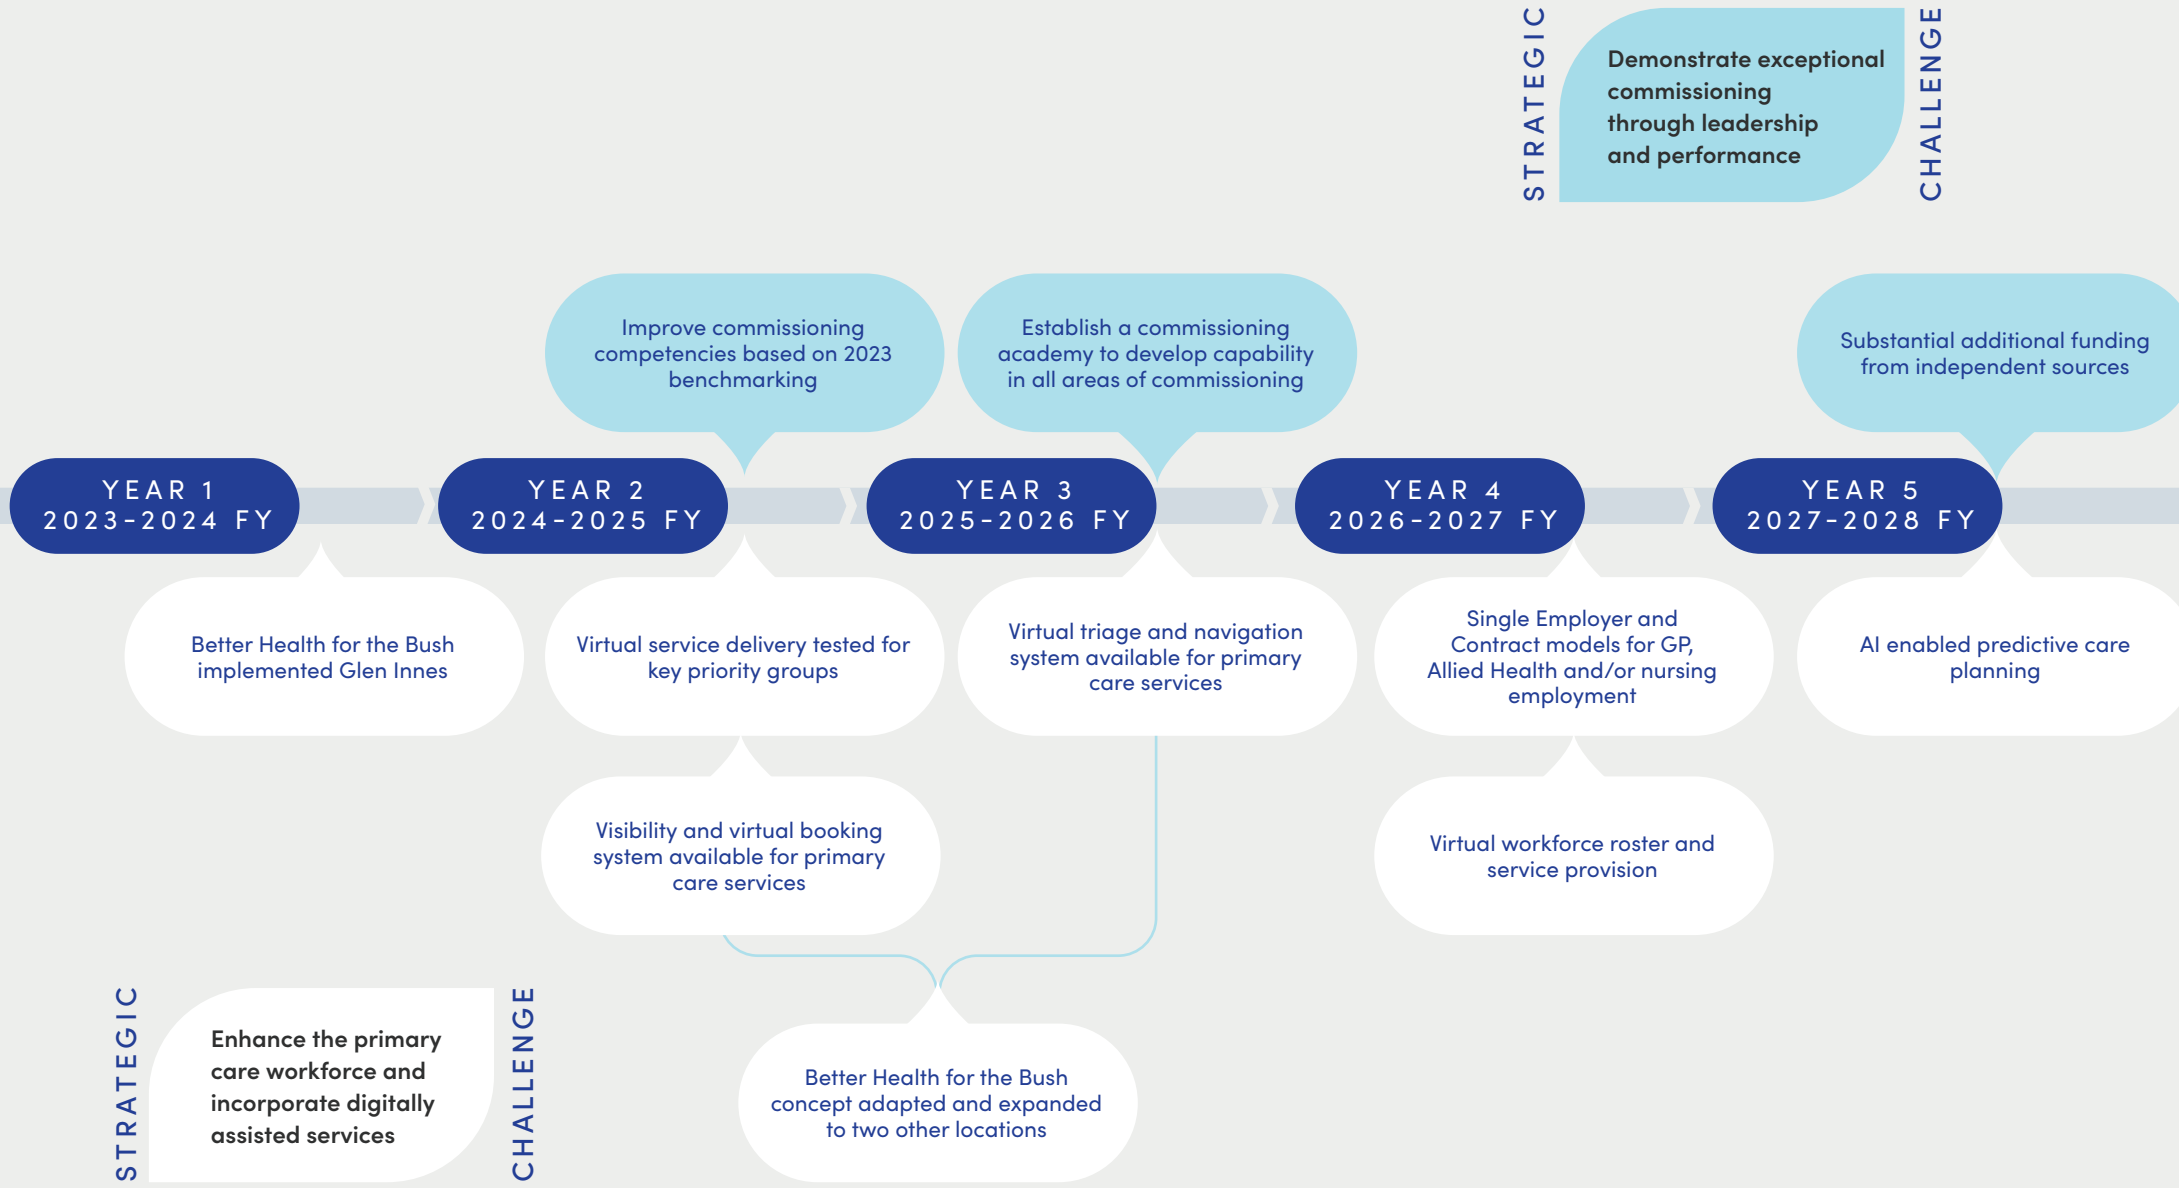 STRATEGIC
Demonstrate exceptional
commissioning
through leadership
and performance
CHALLENGE
Improve commissioning
competencies based on 2023
benchmarking
Establish a commissioning
academy to develop capability
in all areas of commissioning
Substantial additional funding
from independent sources
YEAR 1
2023-2024 FY
YEAR 2
2024-2025 FY
YEAR 3
2025-2026 FY
YEAR 4
2026-2027 FY
YEAR 5
2027-2028 FY
Better Health for the Bush
implemented Glen Innes
Virtual service delivery tested for
key priority groups
Virtual triage and navigation
system available for primary
care services
Single Employer and
Contract models for GP,
Allied Health and/or nursing
employment
AI enabled predictive care
planning
Visibility and virtual booking
system available for primary
care services
Virtual workforce roster and
service provision
STRATEGIC
Enhance the primary
care workforce and
incorporate digitally
assisted services
CHALLENGE
Better Health for the Bush
concept adapted and expanded
to two other locations